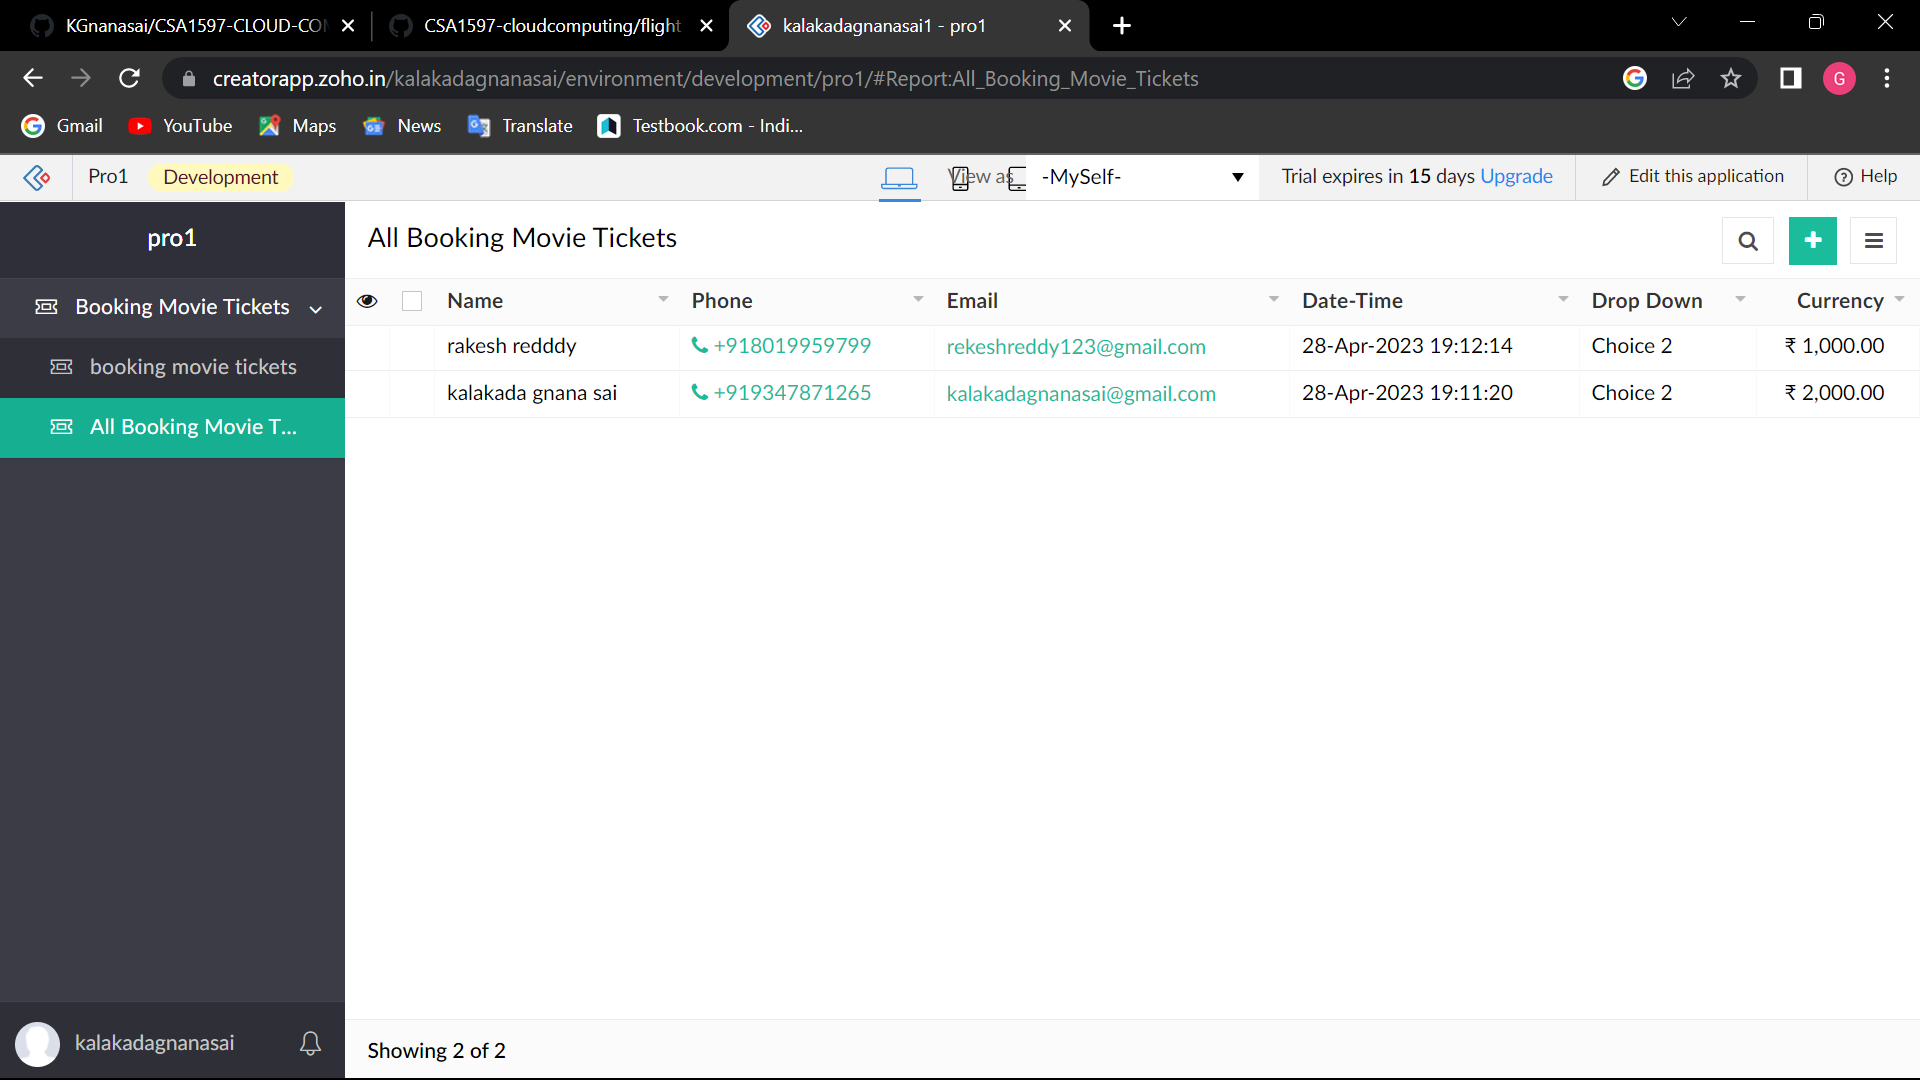 KGnanasai/CSA1597-CLOUD-CO
CSA1597-cloudcomputing/flight
kalakadagnanasai1 - pro1
creatorapp.zoho.in/kalakadagnanasai/environment/development/pro1/#Report:All_Booking_Movie_Tickets
G
Gmail
YouTube
Maps
News
Translate
Testbook.com - Indi...
Pro1
Development
View as
-MySelf-
Trial expires in 15 days Upgrade
Edit this application
Help
pro1
Booking Movie Tickets
booking movie tickets
All Booking Movie T...
All Booking Movie Tickets
Name Phone Email Date-Time Drop Down Currency
rakesh redddy +918019959799 rekeshreddy123@gmail.com 28-Apr-2023 19:12:14 Choice 2 ₹ 1,000.00
kalakada gnana sai +919347871265 kalakadagnanasai@gmail.com 28-Apr-2023 19:11:20 Choice 2 ₹ 2,000.00
kalakadagnanasai
Showing 2 of 2